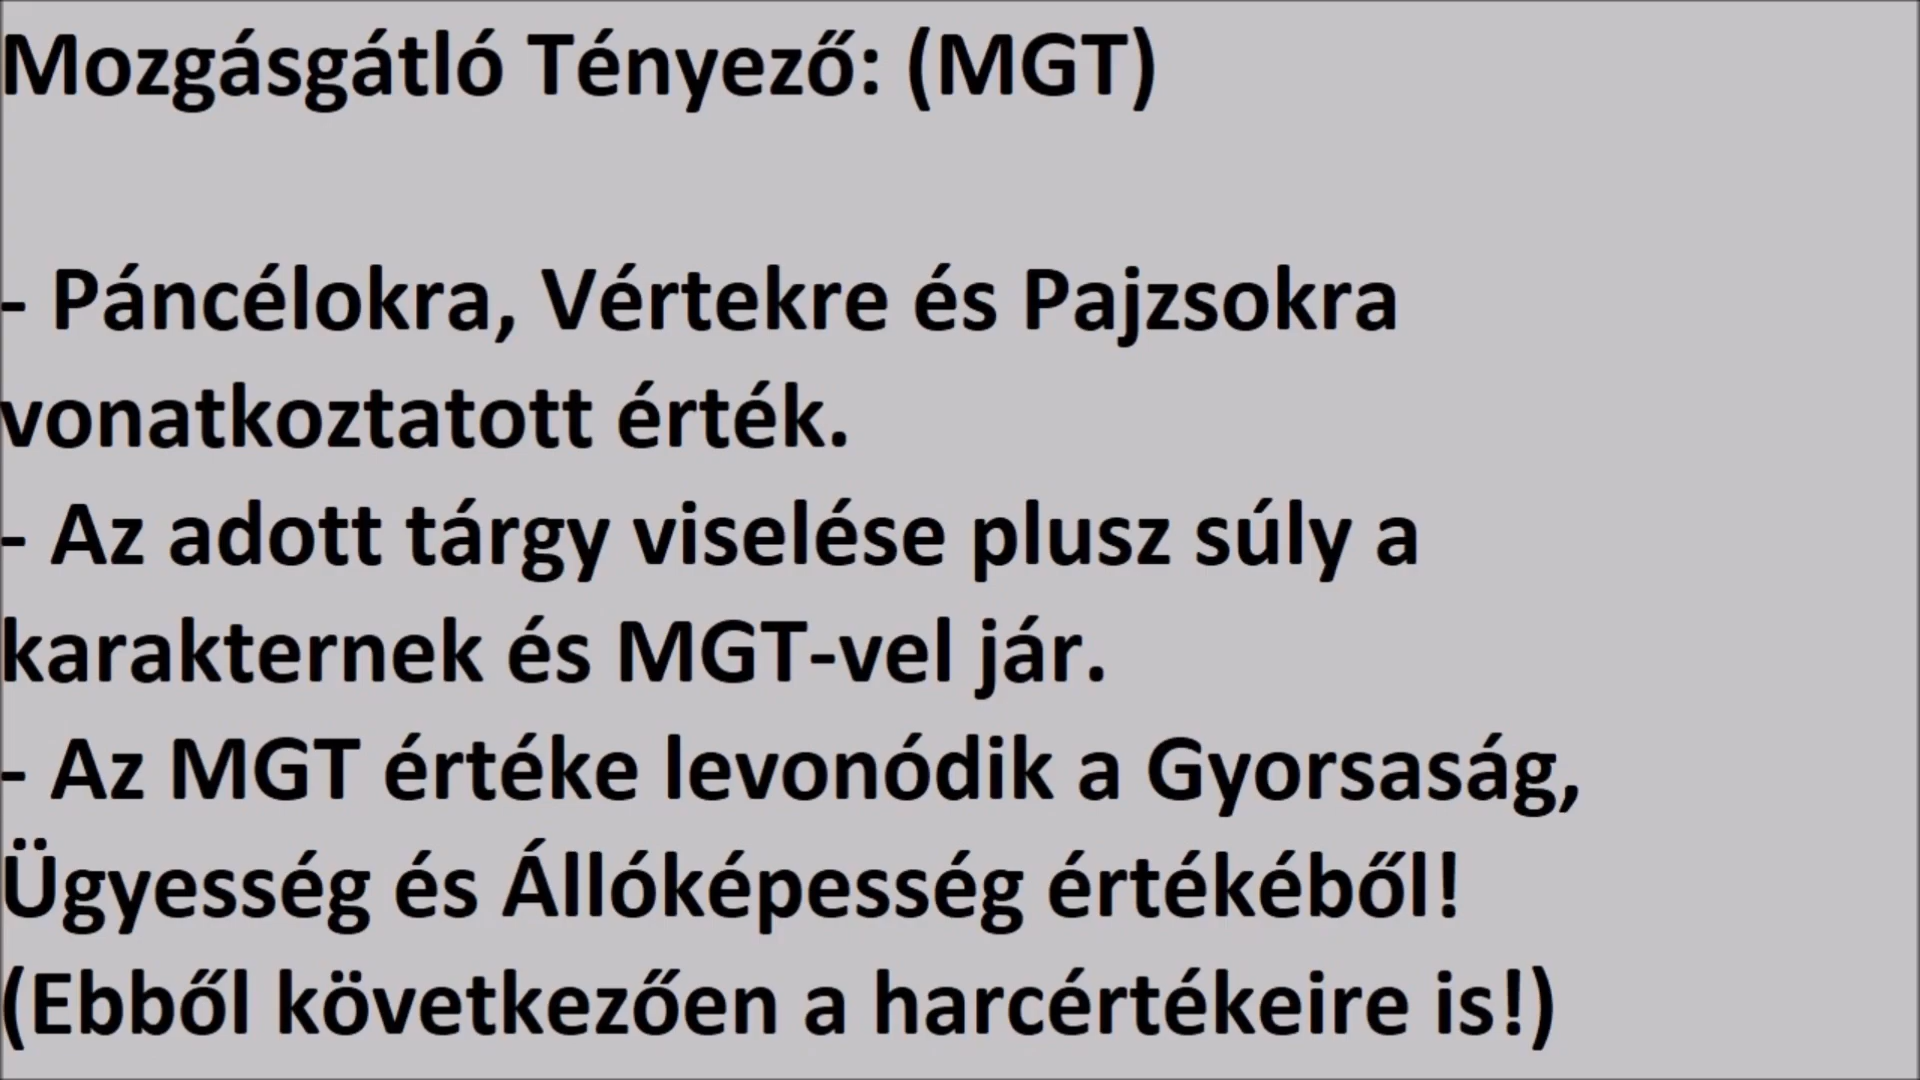 Mozgásgátló Tényező: (MGT)
- Páncélokra, Vértekre és Pajzsokra
vonatkoztatott érték.
- Az adott tárgy viselése plusz súly a
karakternek és MGT-vel jár.
- Az MGT értéke levonódik a Gyorsaság,
Ügyesség és Állóképesség értékéből!
(Ebből következően a harcértékeire is!)